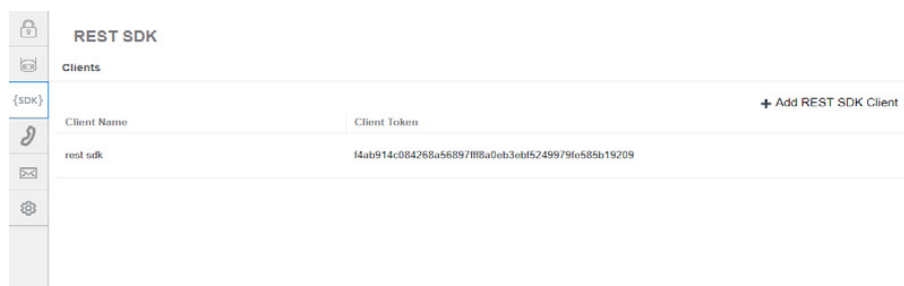 REST SDK
Clients
{SDK}
+ Add REST SDK Client
Client Name Client Token
rest sdk f4ab914c084268a56897fff8a0eb3ebf5249979fe585b19209